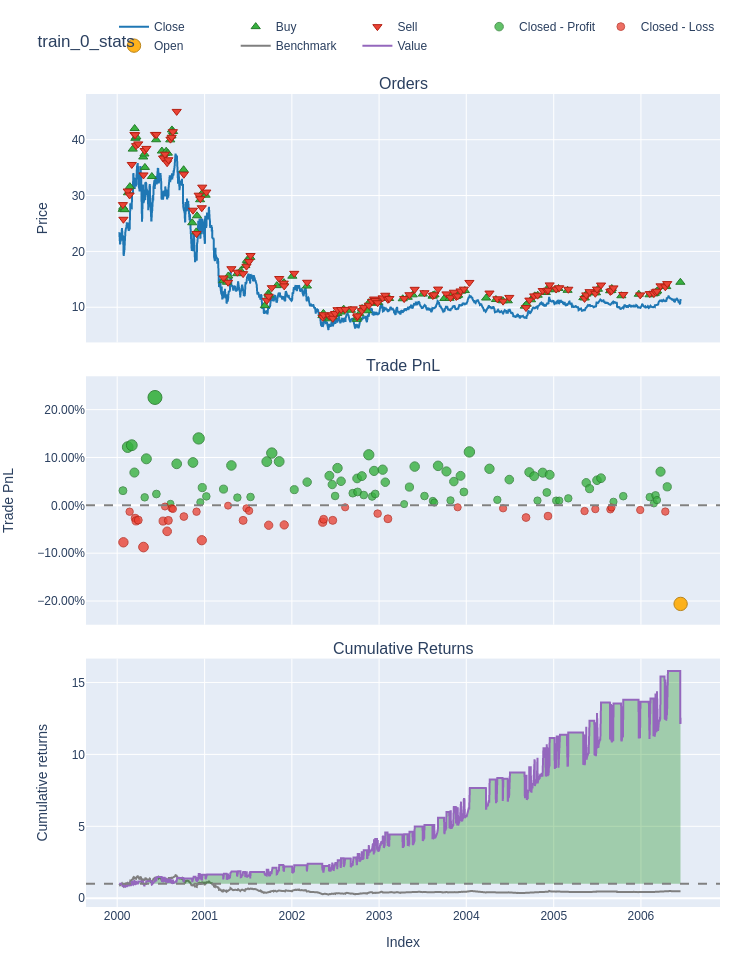 Close Buy Sell Closed - Profit Closed - Loss
train_0_stats Open Benchmark Value
Orders
40
30
20
10
Price
Trade PnL
20.00%
10.00%
0.00%
−10.00%
−20.00%
Trade PnL
Cumulative Returns
15
10
5
0
Cumulative returns
2000 2001 2002 2003 2004 2005 2006
Index